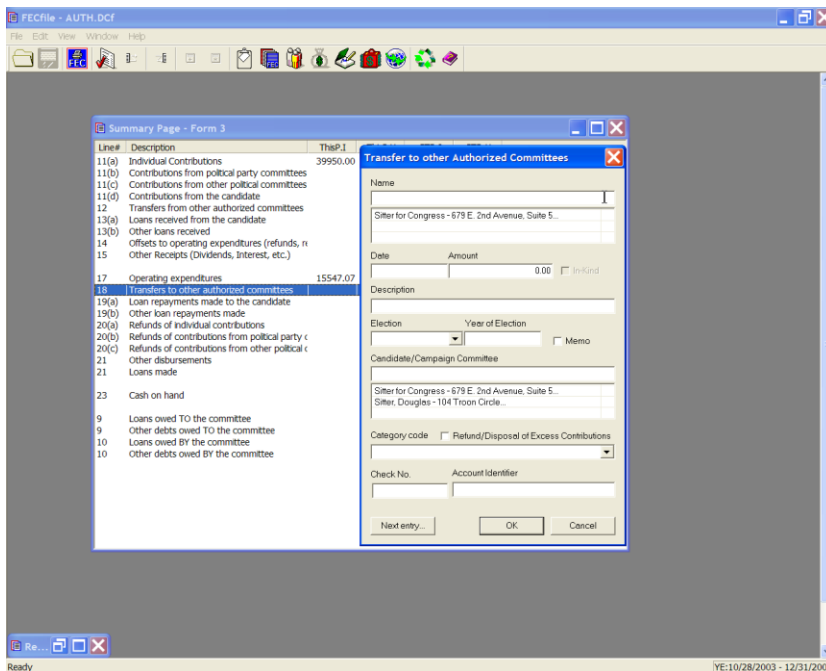 FECfile - AUTH.DCf
File Edit View Window Help
FEC
FEC
Summary Page - Form 3
Line# Description ThisP.I
11(a) Individual Contributions 39950.00
11(b) Contributions from political party committees
11(c) Contributions from other political committees
11(d) Contributions from the candidate
12 Transfers from other authorized committees
13(a) Loans received from the candidate
13(b) Other loans received
14 Offsets to operating expenditures (refunds, re
15 Other Receipts (Dividends, Interest, etc.)
17 Operating expenditures 15547.07
18 Transfers to other authorized committees
19(a) Loan repayments made to the candidate
19(b) Other loan repayments made
20(a) Refunds of individual contributions
20(b) Refunds of contributions from political party c
20(c) Refunds of contributions from other political c
21 Other disbursements
21 Loans made
23 Cash on hand
9 Loans owed TO the committee
9 Other debts owed TO the committee
10 Loans owed BY the committee
10 Other debts owed BY the committee
Transfer to other Authorized Committees
Name
Sitter for Congress - 679 E. 2nd Avenue, Suite 5...
Date Amount
0.00 In-Kind
Description
Election Year of Election
Memo
Candidate/Campaign Committee
Sitter for Congress - 679 E. 2nd Avenue, Suite 5...
Sitter, Douglas - 104 Troon Circle...
Category code Refund/Disposal of Excess Contributions
Check No. Account Identifier
Next entry... OK Cancel
Re...
Ready YE:10/28/2003 - 12/31/200